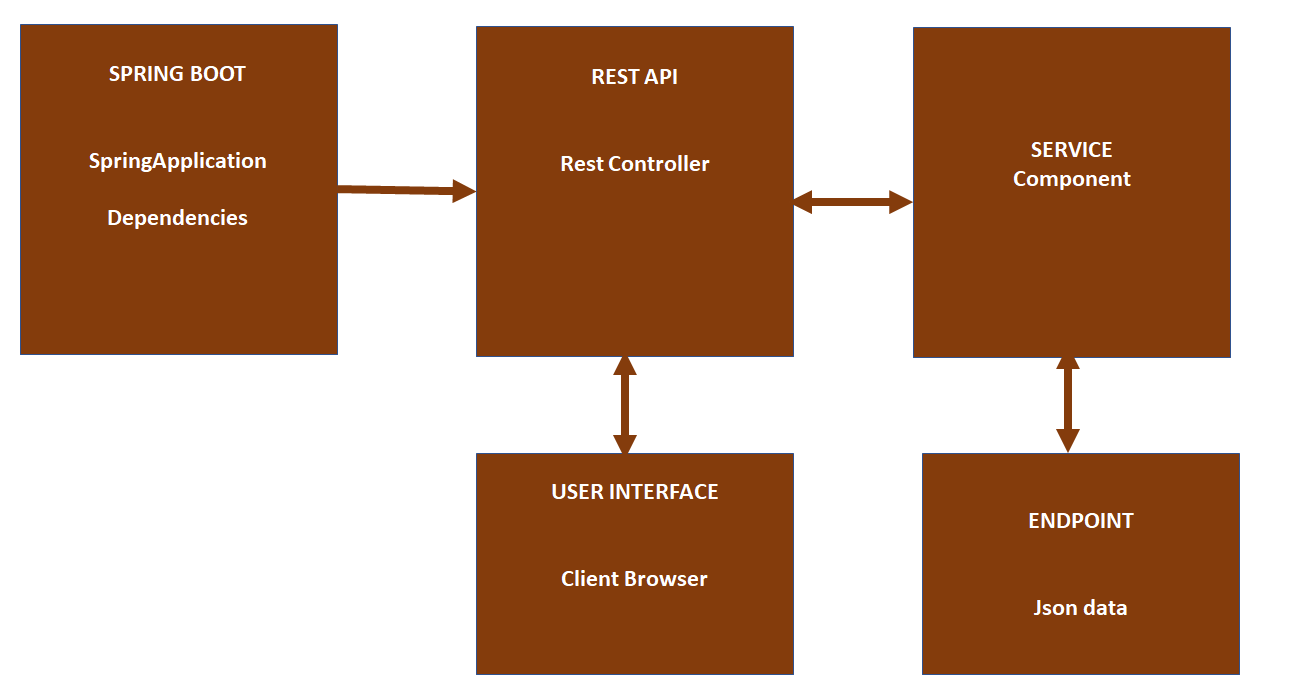 SPRING BOOT
SpringApplication
Dependencies
REST API
Rest Controller
SERVICE
Component
USER INTERFACE
Client Browser
ENDPOINT
Json data